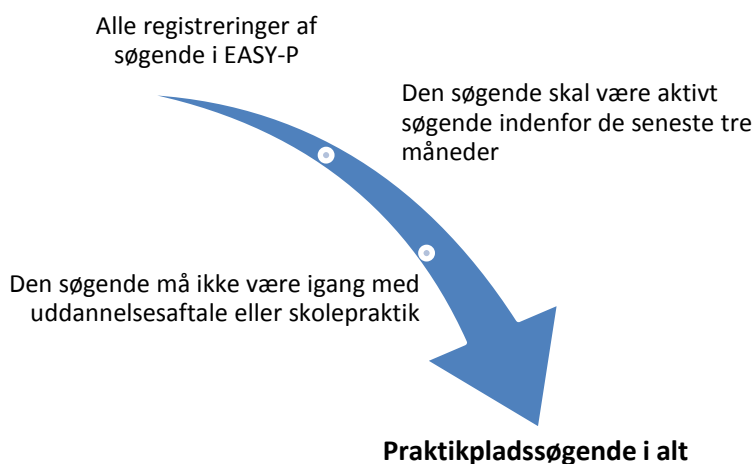 Alle registreringer af
søgende i EASY-P
Den søgende skal være aktivt
søgende indenfor de seneste tre
måneder
Den søgende må ikke være igang med
uddannelsesaftale eller skolepraktik
Praktikpladssøgende i alt